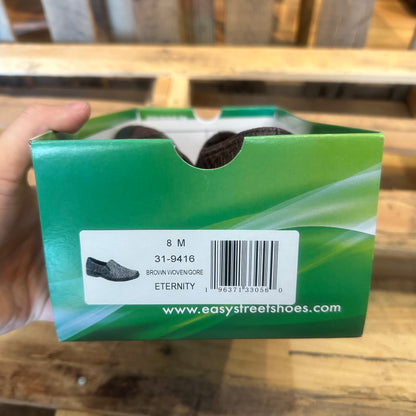 8 M
31-9416
BROWN WOVEN/GORE
ETERNITY
1 96371 33056 0
www.easystreetshoes.com